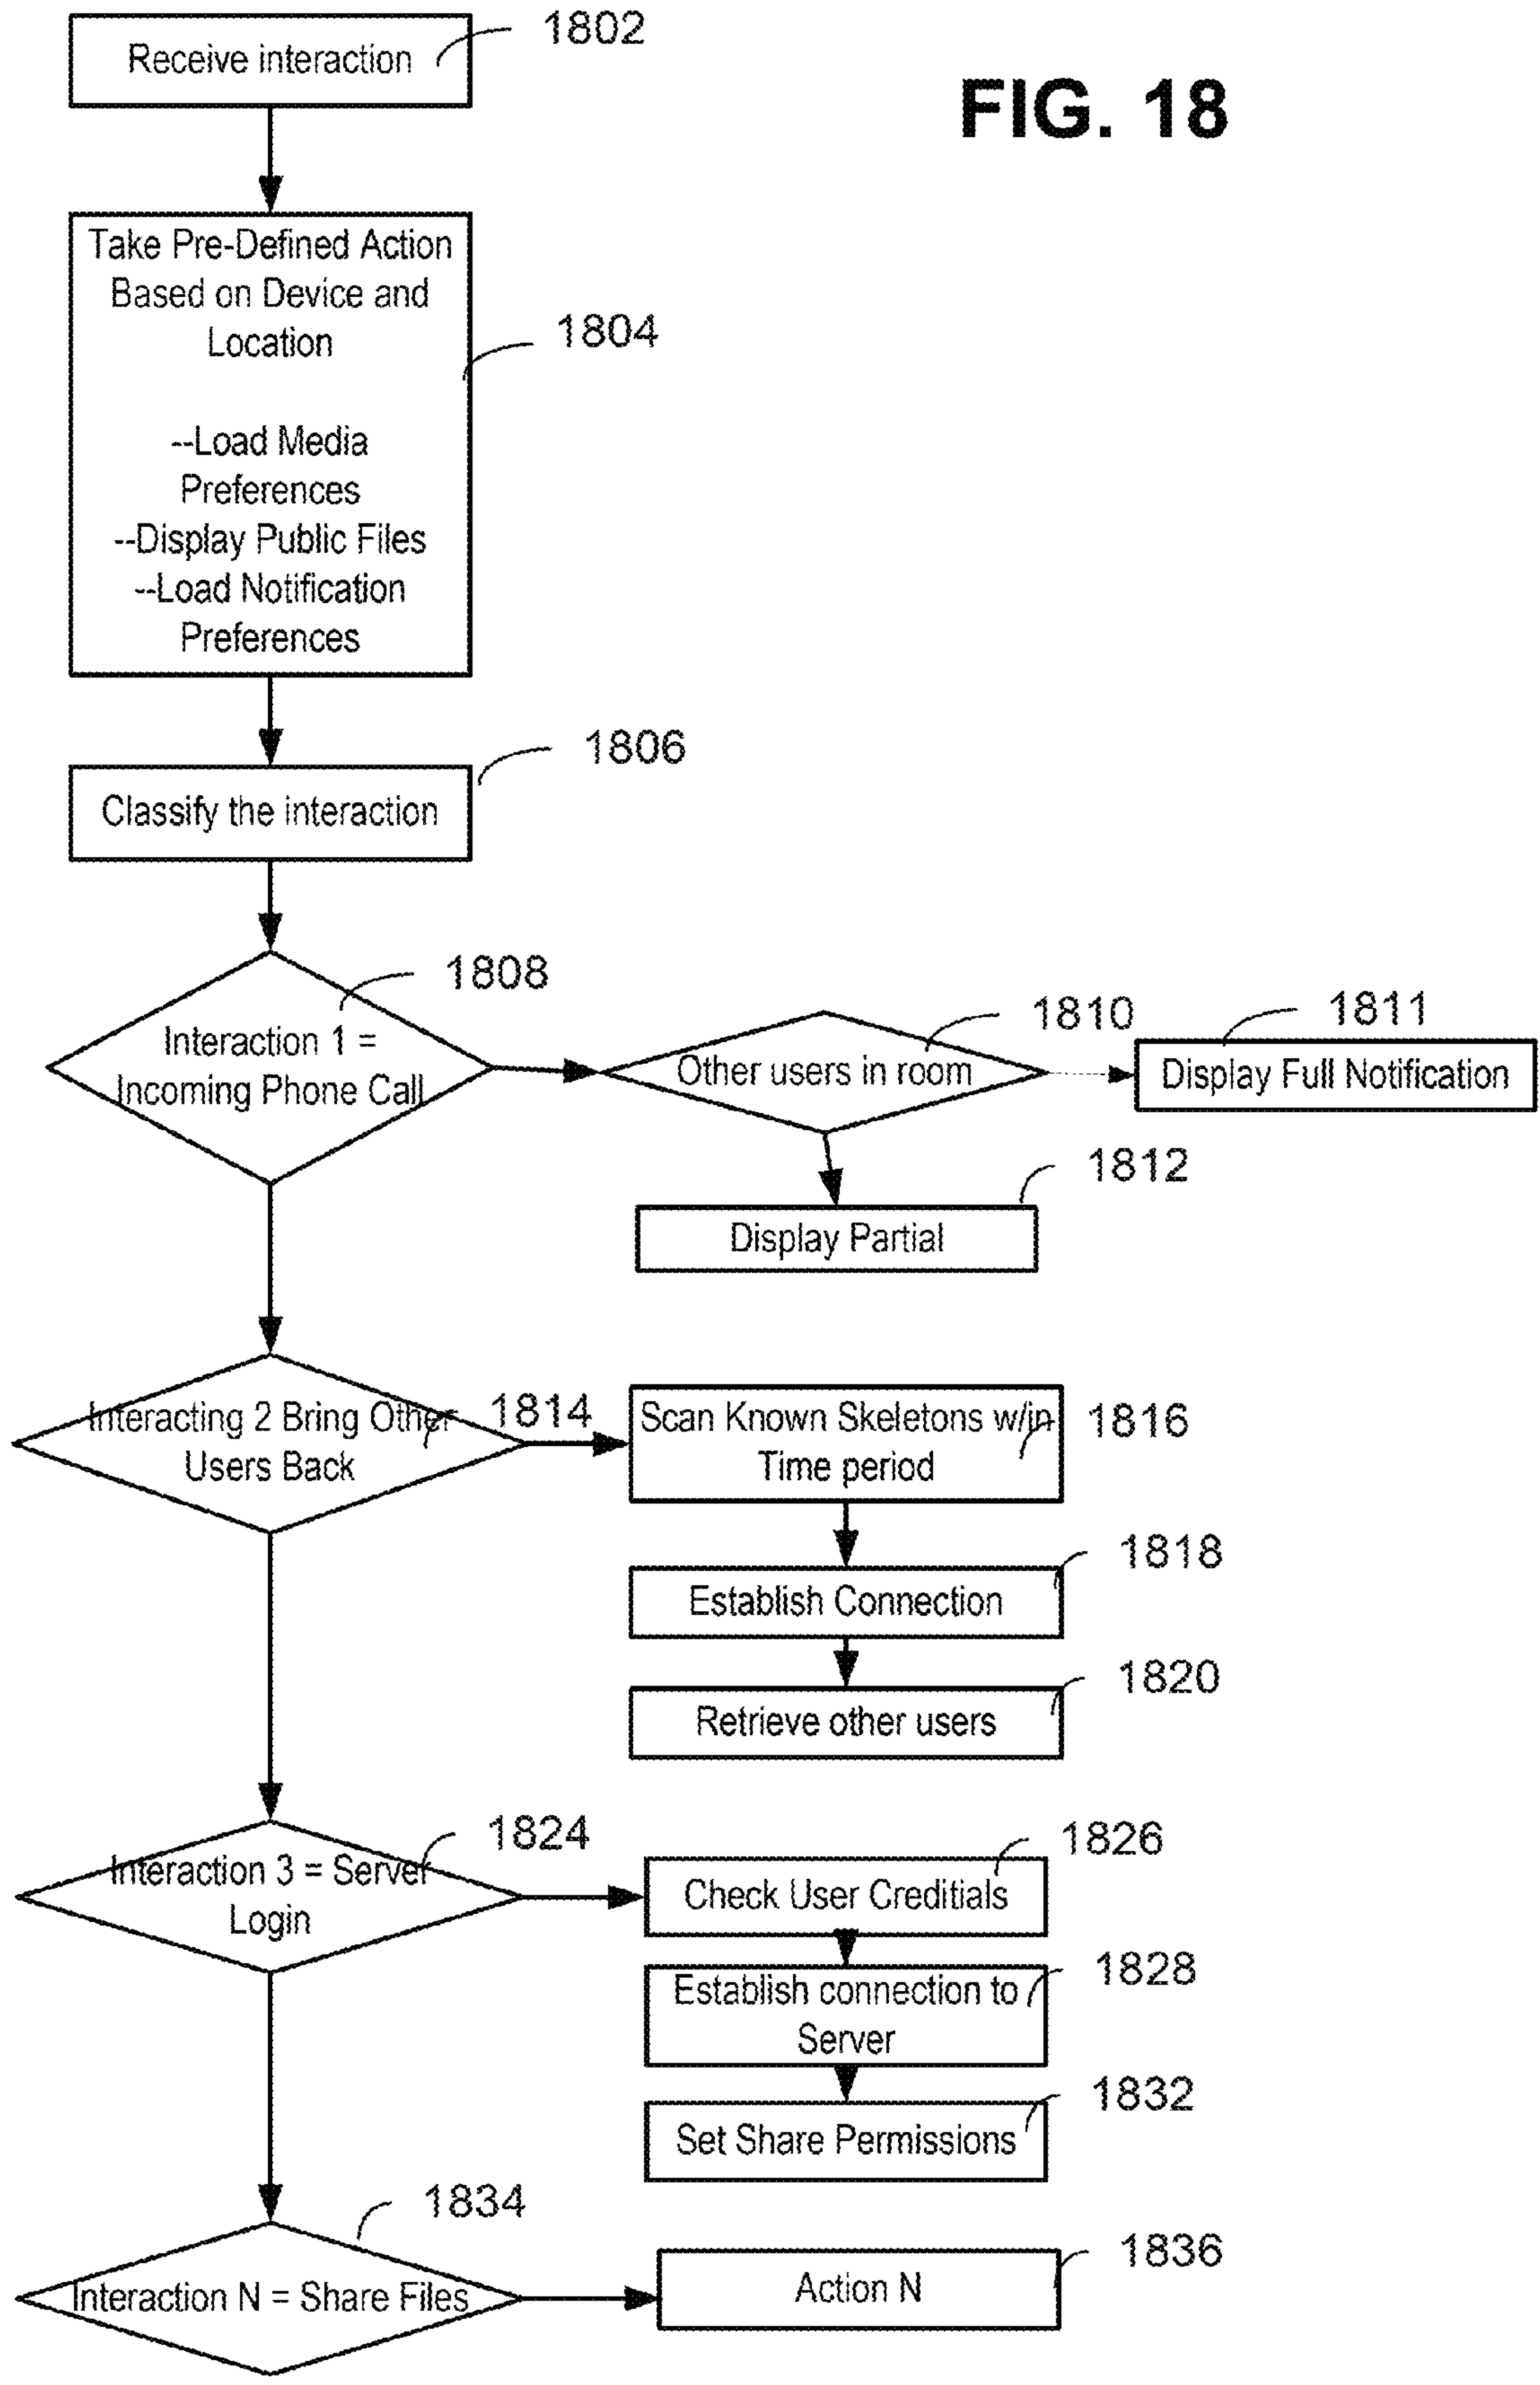 1802
Receive interaction
FIG. 18
Take Pre-Defined Action
Based on Device and
Location
1804
--Load Media
Preferences
--Display Public Files
--Load Notification
Preferences
1806
Classify the interaction
1808
Interaction 1 =
Incoming Phone Call
1810
Other users in room
1811
Display Full Notification
1812
Display Partial
Interacting 2 Bring Other
Users Back
1814
Scan Known Skeletons w/in
Time period
1816
1818
Establish Connection
1820
Retrieve other users
1824
Interaction 3 = Server
Login
1826
Check User Creditials
1828
Establish connection to
Server
1832
Set Share Permissions
1834
Interaction N = Share Files
1836
Action N